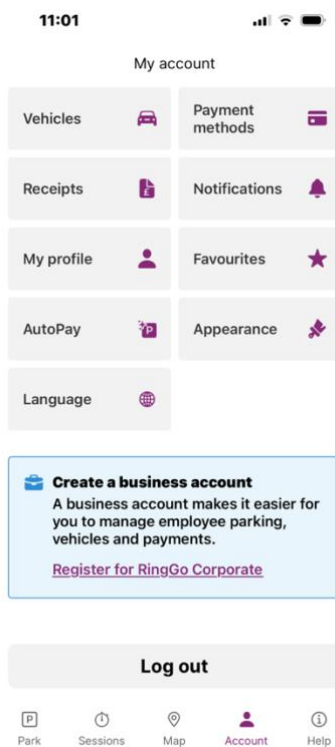 11:01
My account
Vehicles
Payment
methods
Receipts
Notifications
My profile
Favourites
AutoPay
Appearance
Language
Create a business account
A business account makes it easier for
you to manage employee parking,
vehicles and payments.
Register for RingGo Corporate
Log out
Park Sessions Map Account Help